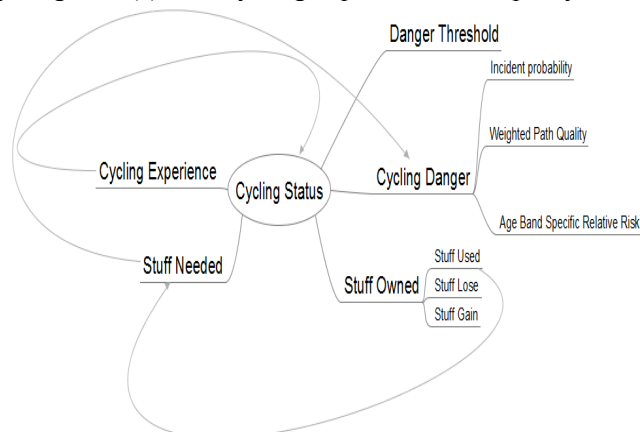 Danger Threshold
Incident probability
Weighted Path Quality
Cycling Experience
Cycling Status
Cycling Danger
Age Band Specific Relative Risk
Stuff Needed
Stuff Owned
Stuff Used
Stuff Lose
Stuff Gain